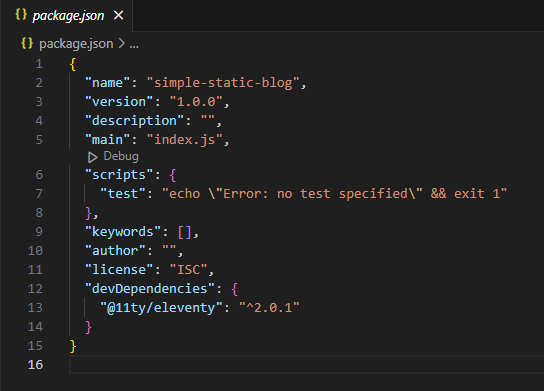 {} package.json ×
{} package.json > ...
1 {
2   "name": "simple-static-blog",
3   "version": "1.0.0",
4   "description": "",
5   "main": "index.js",
Debug
6   "scripts": {
7     "test": "echo \"Error: no test specified\" && exit 1"
8   },
9   "keywords": [],
10   "author": "",
11   "license": "ISC",
12   "devDependencies": {
13     "@11ty/eleventy": "^2.0.1"
14   }
15 }
16